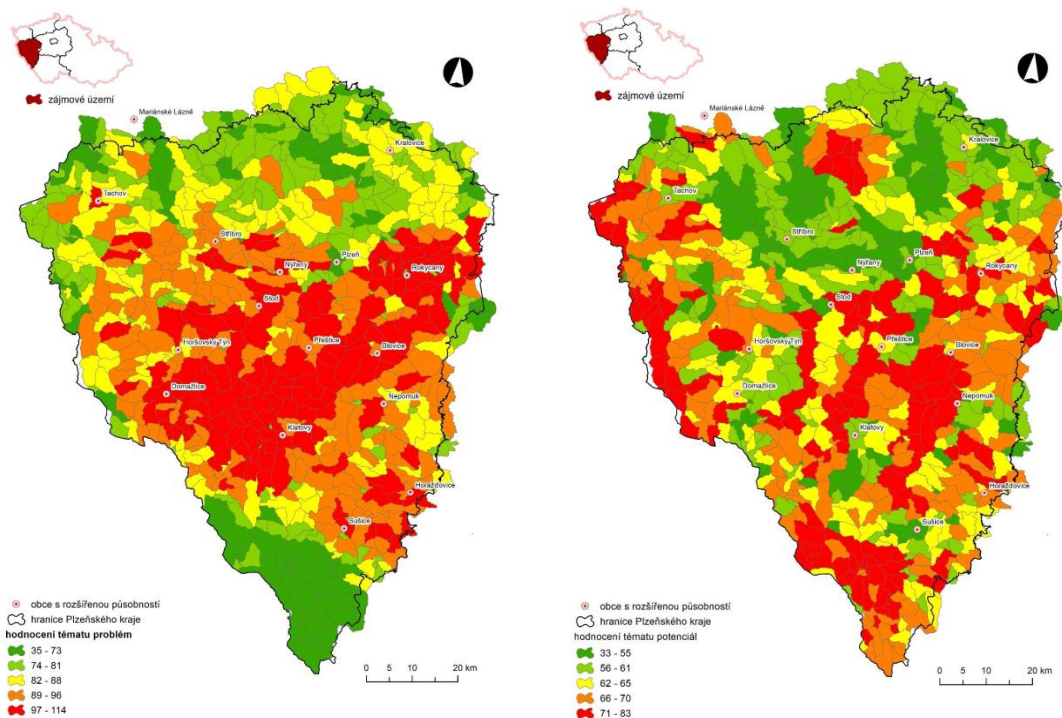 zájmové území
Mariánské Lázně
Kralovice
Tachov
Stříbro
Plzeň
Nýřany
Rokycany
Stod
Horšovský Týn
Přeštice
Blovice
Domažlice
Nepomuk
Klatovy
Horažďovice
Sušice
obce s rozšířenou působností
hranice Plzeňského kraje
hodnocení tématu problém
35 - 73
74 - 81
82 - 88
89 - 96
97 - 114
0 5 10 20 km
zájmové území
Mariánské Lázně
Kralovice
Tachov
Stříbro
Plzeň
Nýřany
Rokycany
Stod
Horšovský Týn
Přeštice
Blovice
Domažlice
Nepomuk
Klatovy
Horažďovice
Sušice
obce s rozšířenou působností
hranice Plzeňského kraje
hodnocení tématu potenciál
33 - 55
56 - 61
62 - 65
66 - 70
71 - 83
0 5 10 20 km